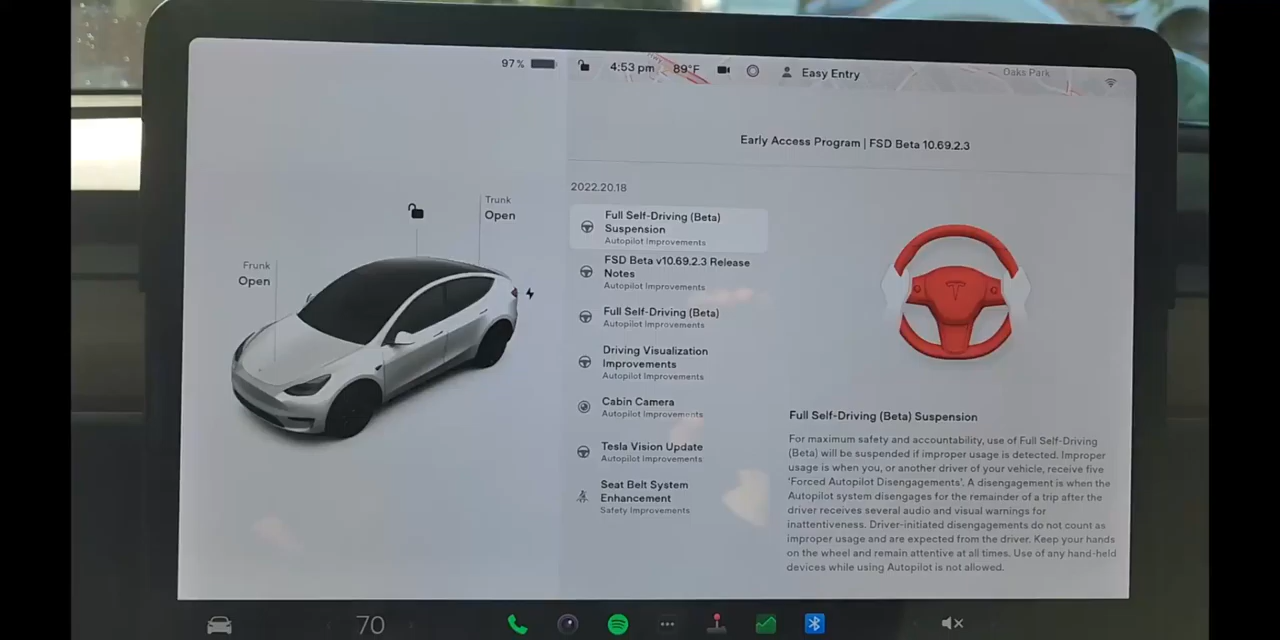 97%
4:53 pm 89°F Easy Entry
Oaks Park
Early Access Program | FSD Beta 10.69.2.3
Trunk
Open
Frunk
Open
2022.20.18
Full Self-Driving (Beta)
Suspension
Autopilot Improvements
FSD Beta v10.69.2.3 Release
Notes
Autopilot Improvements
Full Self-Driving (Beta)
Autopilot Improvements
Driving Visualization
Improvements
Autopilot Improvements
Cabin Camera
Autopilot Improvements
Tesla Vision Update
Autopilot Improvements
Seat Belt System
Enhancement
Safety Improvements
Full Self-Driving (Beta) Suspension
For maximum safety and accountability, use of Full Self-Driving
(Beta) will be suspended if improper usage is detected. Improper
usage is when you, or another driver of your vehicle, receive five
'Forced Autopilot Disengagements'. A disengagement is when the
Autopilot system disengages for the remainder of a trip after the
driver receives several audio and visual warnings for
inattentiveness. Driver-initiated disengagements do not count as
improper usage and are expected from the driver. Keep your hands
on the wheel and remain attentive at all times. Use of any hand-held
devices while using Autopilot is not allowed.
70